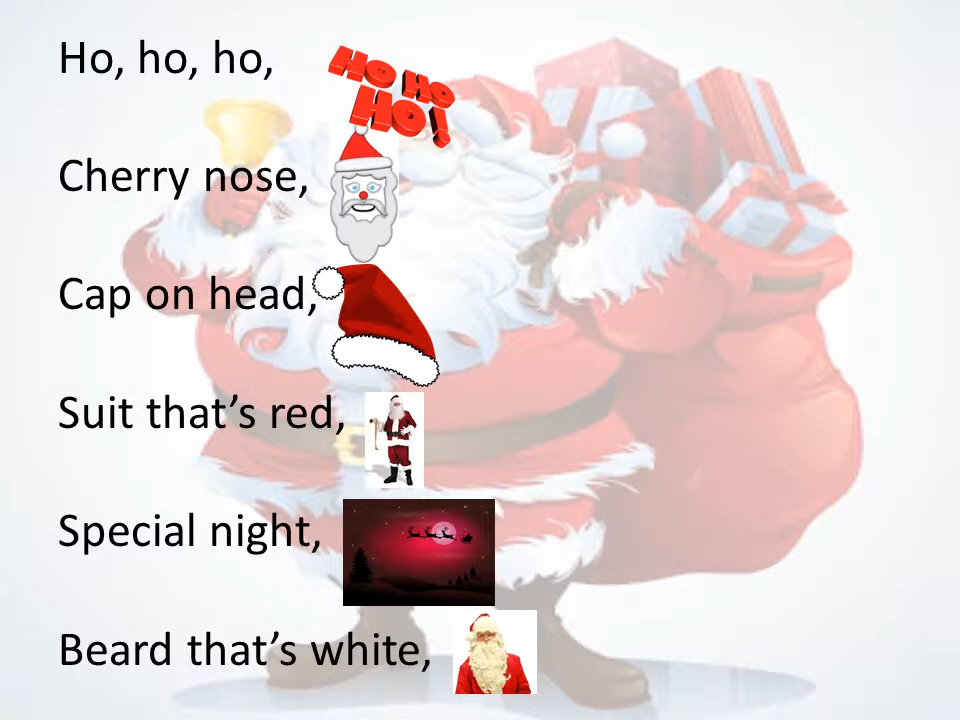 Ho, ho, ho,
HO HO
HO!
Cherry nose,
Cap on head,
Suit that’s red,
Special night,
Beard that’s white,